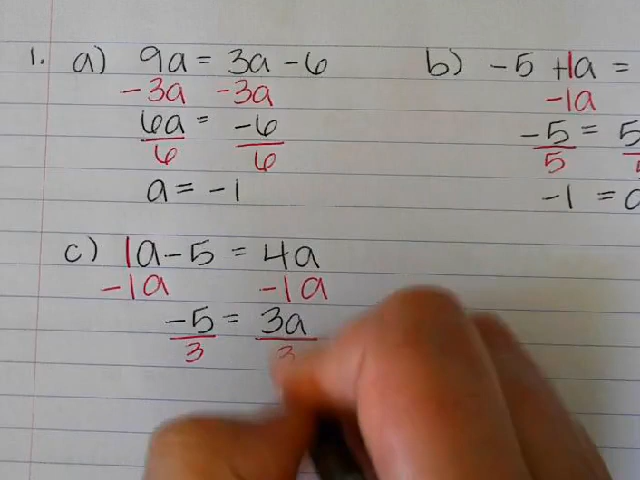 1. a) 9a = 3a - 6
-3a -3a
6a = -6
6 6
a = -1
b) -5 +1a =
-1a
-5 = 5
5
-1 =
c) 1a - 5 = 4a
-1a -1a
-5 = 3a
3 3